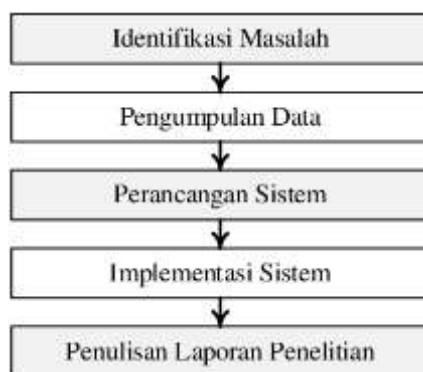 Identifikasi Masalah
Pengumpulan Data
Perancangan Sistem
Implementasi Sistem
Penulisan Laporan Penelitian